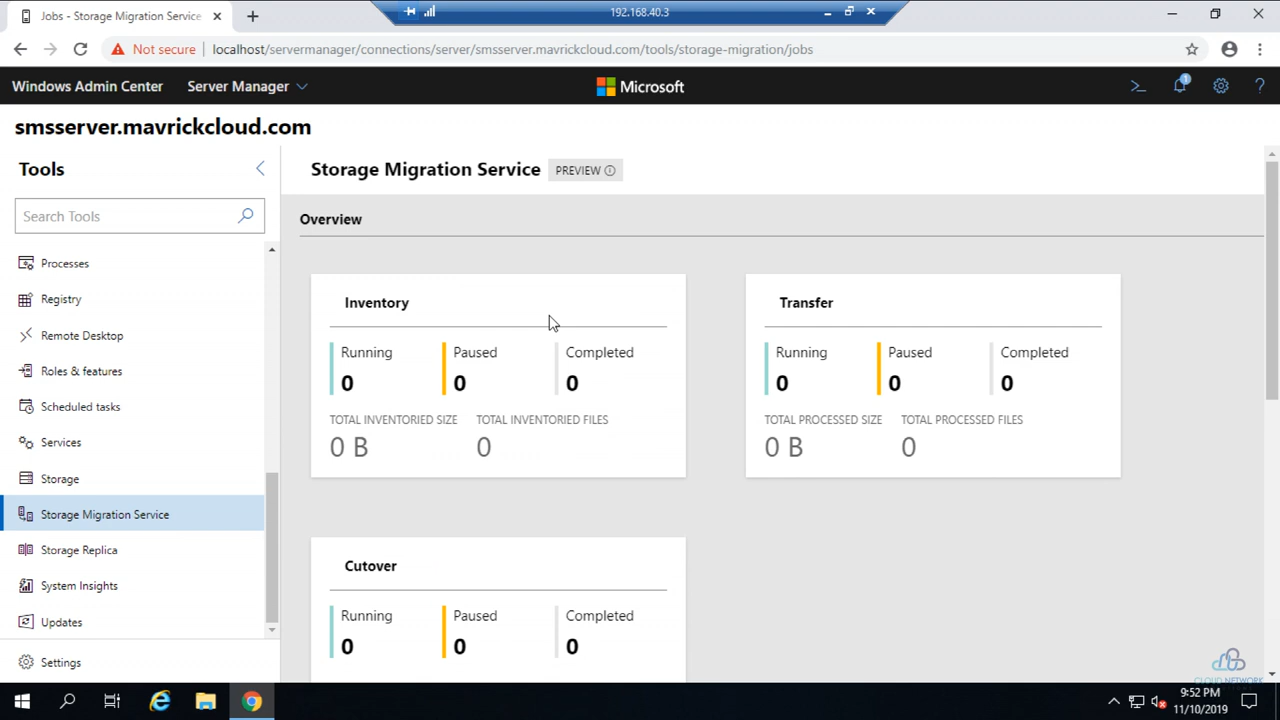 Jobs - Storage Migration Service
192.168.40.3
Not secure
localhost/servermanager/connections/server/smsserver.mavrickcloud.com/tools/storage-migration/jobs
Windows Admin Center
Server Manager
Microsoft
1
smsserver.mavrickcloud.com
Tools
Search Tools
Processes
Registry
Remote Desktop
Roles & features
Scheduled tasks
Services
Storage
Storage Migration Service
Storage Replica
System Insights
Updates
Settings
Storage Migration Service PREVIEW
Overview
Inventory
Running Paused Completed
0 0 0
TOTAL INVENTORIED SIZE TOTAL INVENTORIED FILES
0 B 0
Transfer
Running Paused Completed
0 0 0
TOTAL PROCESSED SIZE TOTAL PROCESSED FILES
0 B 0
Cutover
Running Paused Completed
0 0 0
CLOUD NETWORK
9:52 PM
11/10/2019